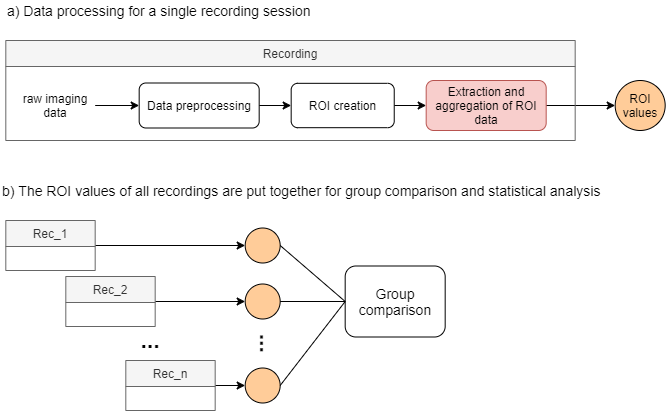 a) Data processing for a single recording session
Recording
raw imaging
data
Data preprocessing
ROI creation
Extraction and
aggregation of ROI
data
ROI
values
b) The ROI values of all recordings are put together for group comparison and statistical analysis
Rec_1
Rec_2
...
Rec_n
⋮
Group
comparison